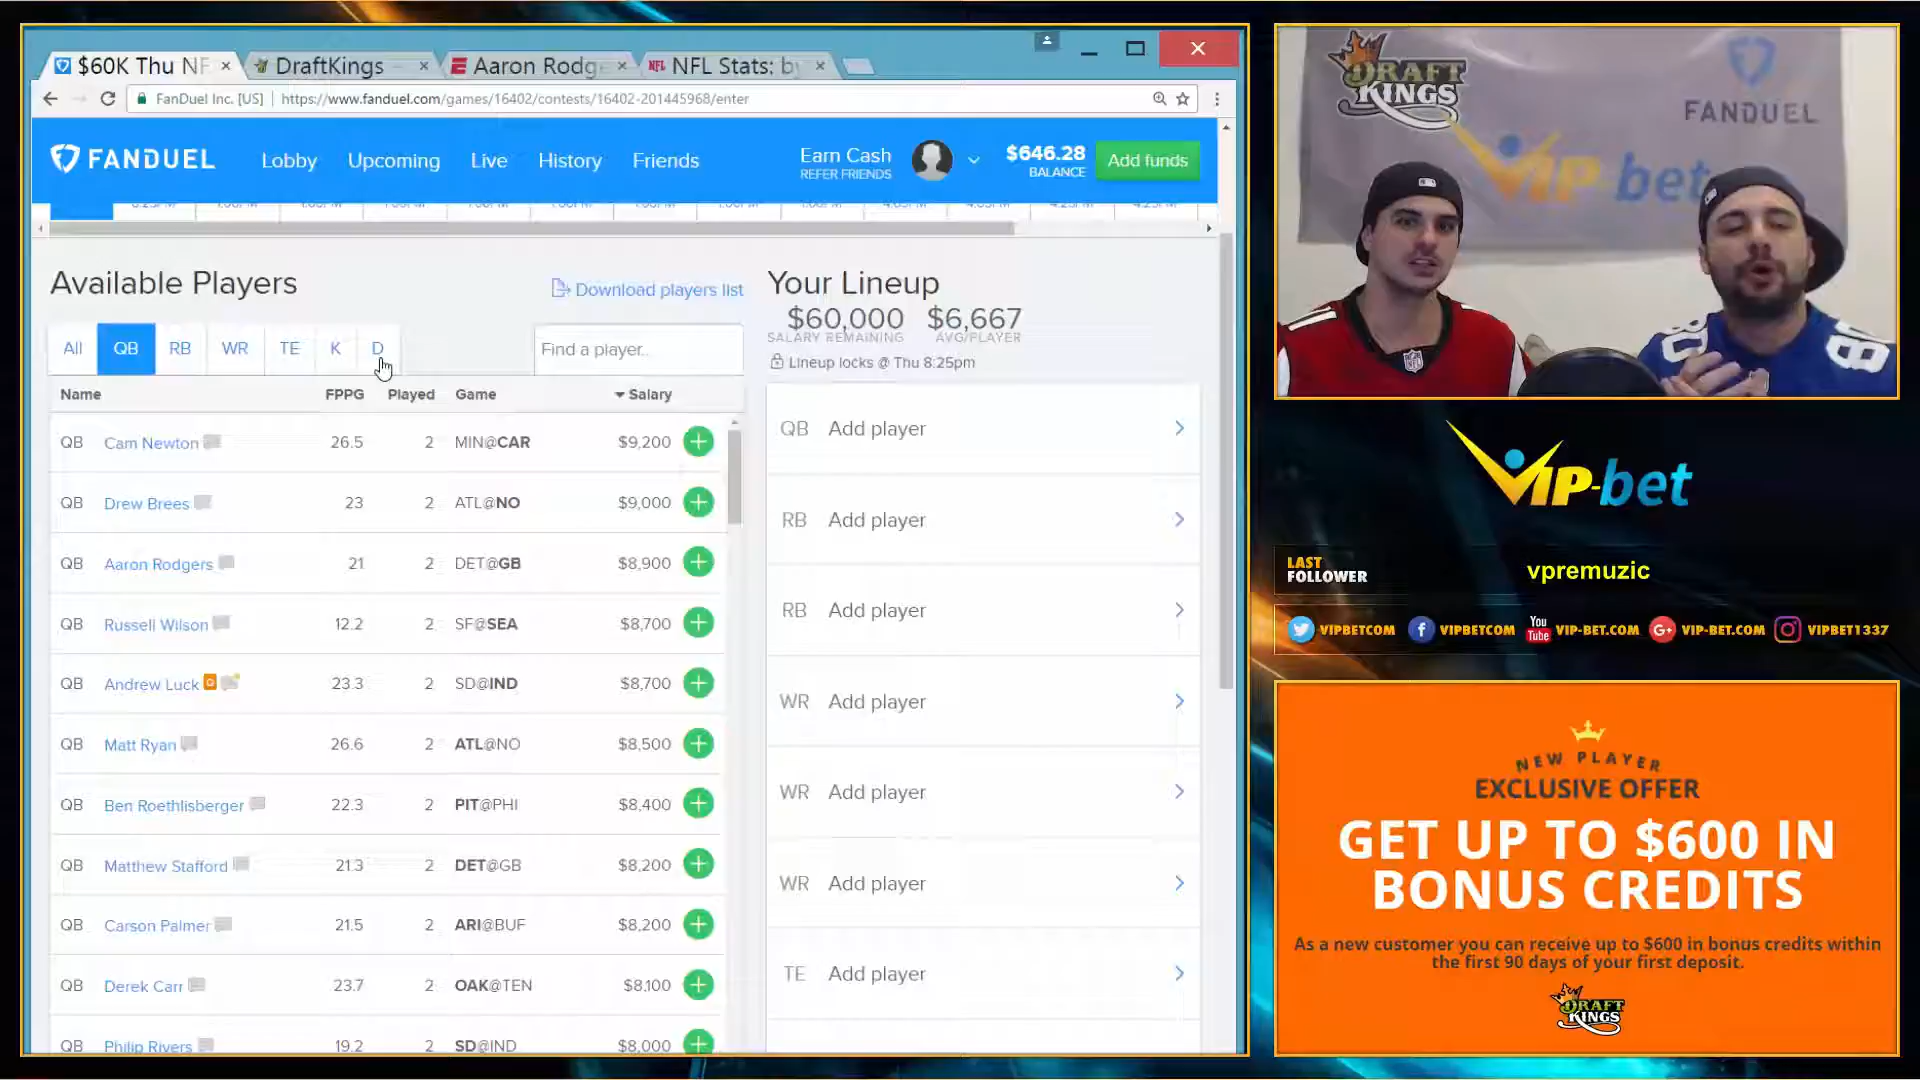 $60K Thu NF
DraftKings
Aaron Rodg
NFL Stats: by
FanDuel Inc. [US] | https://www.fanduel.com/games/16402/contests/16402-201445968/enter
FANDUEL
Lobby
Upcoming
Live
History
Friends
Earn Cash
REFER FRIENDS
$646.28
BALANCE
Add funds
Available Players
Download players list
All
QB
RB
WR
TE
K
D
Find a player..
Name FPPG Played Game Salary
QB Cam Newton 26.5 2 MIN@CAR $9,200
QB Drew Brees 23 2 ATL@NO $9,000
QB Aaron Rodgers 21 2 DET@GB $8,900
QB Russell Wilson 12.2 2 SF@SEA $8,700
QB Andrew Luck Q 23.3 2 SD@IND $8,700
QB Matt Ryan 26.6 2 ATL@NO $8,500
QB Ben Roethlisberger 22.3 2 PIT@PHI $8,400
QB Matthew Stafford 21.3 2 DET@GB $8,200
QB Carson Palmer 21.5 2 ARI@BUF $8,200
QB Derek Carr 23.7 2 OAK@TEN $8,100
QB Philip Rivers 19.2 2 SD@IND $8,000
Your Lineup
$60,000 $6,667
SALARY REMAINING AVG/PLAYER
Lineup locks @ Thu 8:25pm
QB Add player
RB Add player
RB Add player
WR Add player
WR Add player
WR Add player
TE Add player
DRAFT
KINGS
FANDUEL
VIP-bet
VIP-bet
LAST
FOLLOWER
vpremuzic
VIPBETCOM
VIPBETCOM
You
Tube
VIP-BET.COM
G+
VIP-BET.COM
VIPBET1337
NEW PLAYER
EXCLUSIVE OFFER
GET UP TO $600 IN
BONUS CREDITS
As a new customer you can receive up to $600 in bonus credits within
the first 90 days of your first deposit.
DRAFT
KINGS